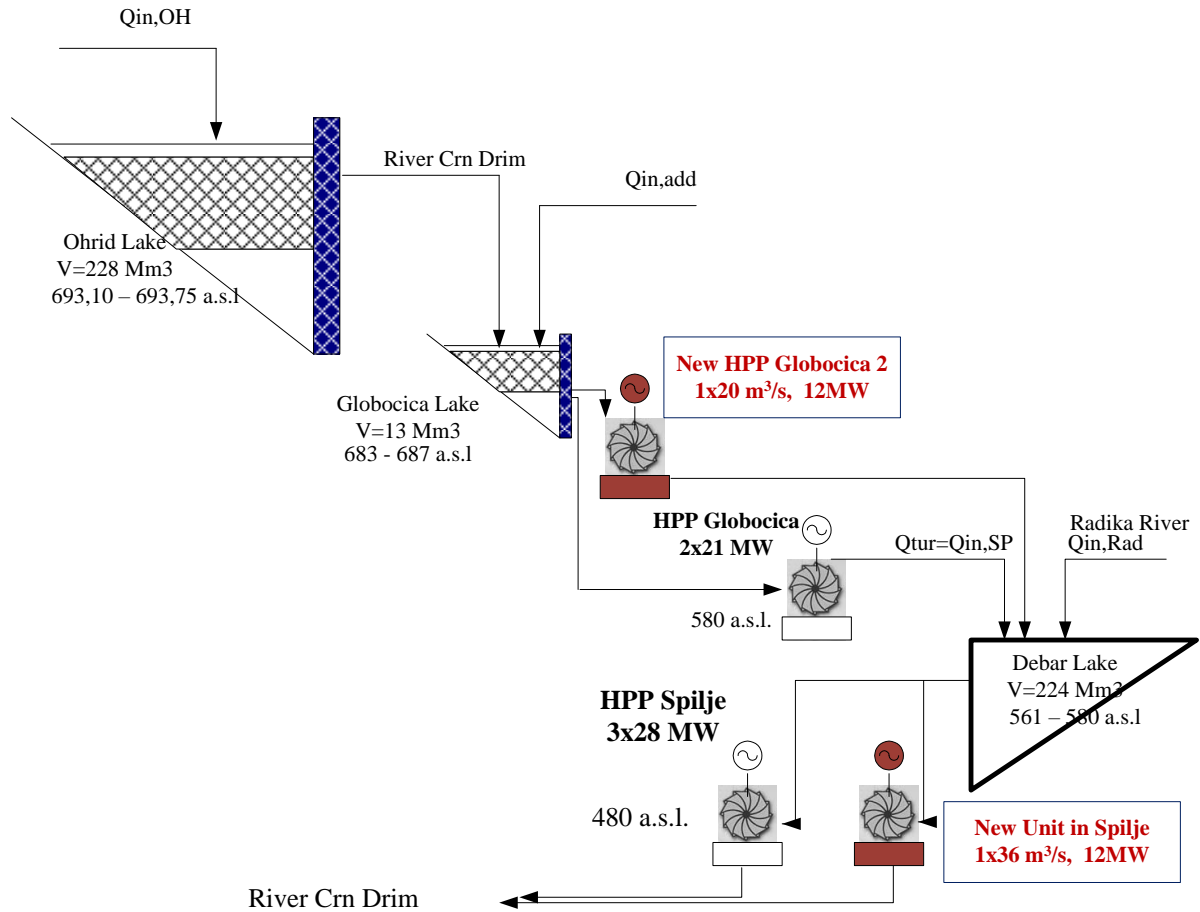 Qin,OH
River Crn Drim
Qin,add
Ohrid Lake
V=228 Mm3
693,10 – 693,75 a.s.l
New HPP Globocica 2
1x20 m³/s, 12MW
Globocica Lake
V=13 Mm3
683 - 687 a.s.l
HPP Globocica
2x21 MW
Qtur=Qin,SP
Radika River
Qin,Rad
580 a.s.l.
Debar Lake
V=224 Mm3
561 – 580 a.s.l
HPP Spilje
3x28 MW
480 a.s.l.
New Unit in Spilje
1x36 m³/s, 12MW
River Crn Drim